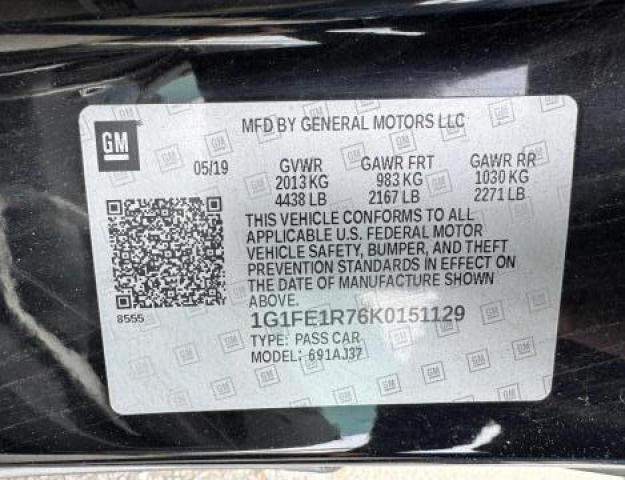 MFD BY GENERAL MOTORS LLC
GM
05/19 GVWR GAWR FRT GAWR RR
2013 KG 983 KG 1030 KG
4438 LB 2167 LB 2271 LB
THIS VEHICLE CONFORMS TO ALL
APPLICABLE U.S. FEDERAL MOTOR
VEHICLE SAFETY, BUMPER, AND THEFT
PREVENTION STANDARDS IN EFFECT ON
THE DATE OF MANUFACTURE SHOWN
ABOVE.
8555
1G1FE1R76K0151129
TYPE: PASS CAR
MODEL: 691AJ37